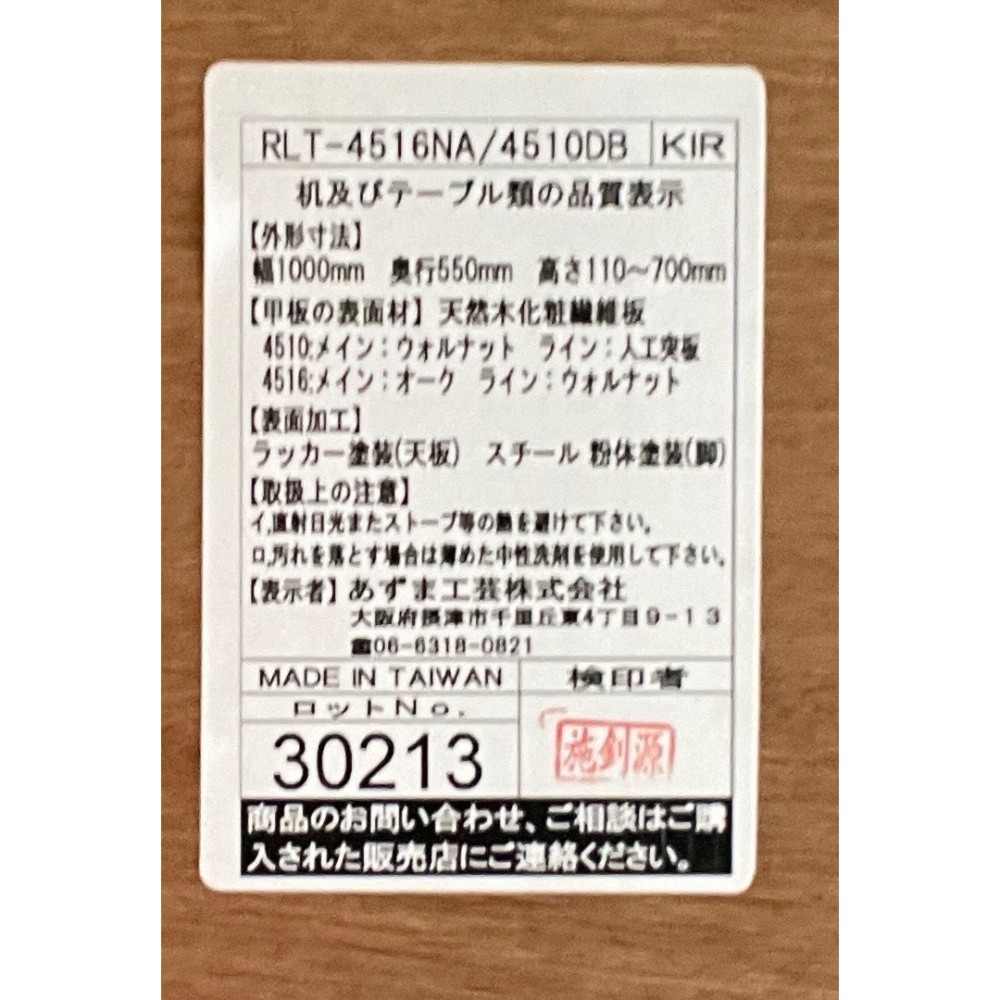 RLT-4516NA/4510DB KIR
机及びテーブル類の品質表示
【外形寸法】
幅1000mm 奥行550mm 高さ110〜700mm
【甲板の表面材】天然木化粧繊維板
4510:メイン:ウォルナット ライン:人工突板
4516:メイン:オーク ライン:ウォルナット
【表面加工】
ラッカー塗装(天板) スチール 粉体塗装(脚)
【取扱上の注意】
イ,直射日光またストーブ等の熱を避けて下さい。
ロ,汚れを落とす場合は薄めた中性洗剤を使用して下さい。
【表示者】あずま工芸株式会社
大阪府摂津市千里丘東4丁目9-13
☎06-6318-0821
MADE IN TAIWAN 検印者
ロットNo.
30213
施釗源
商品のお問い合わせ、ご相談はご購
入された販売店にご連絡ください。